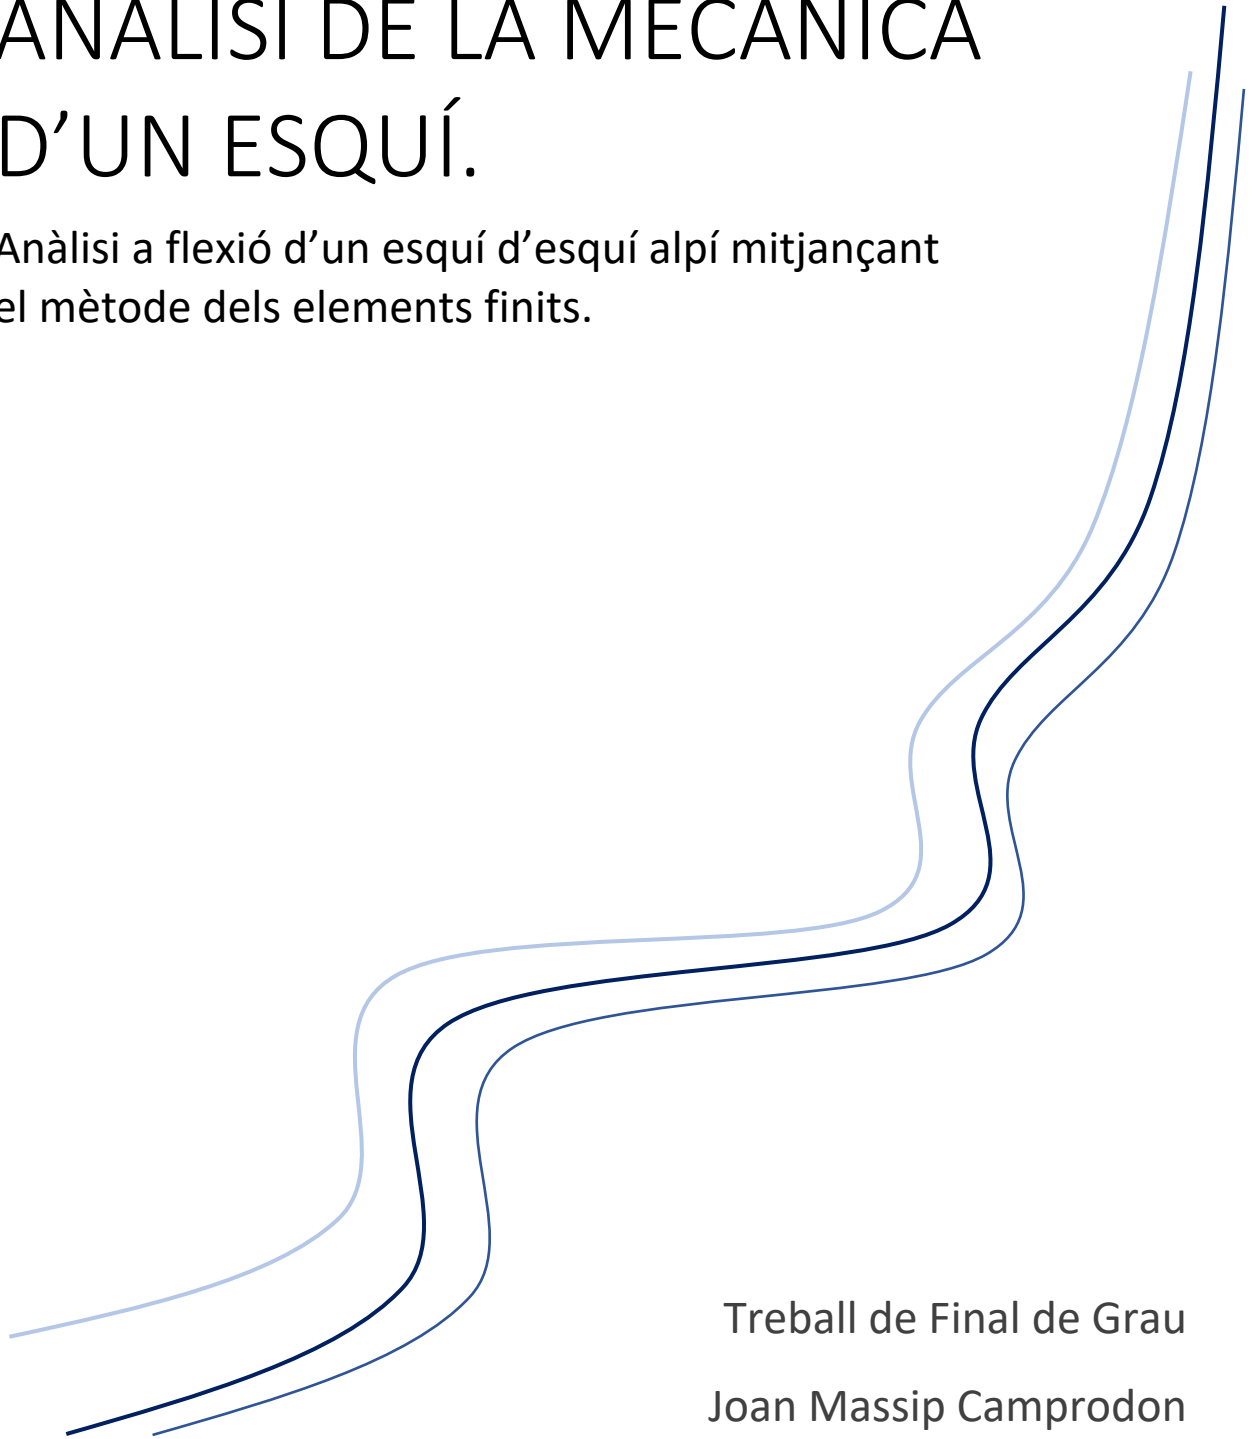 ANÀLISI DE LA MECÀNICA
D’UN ESQUÍ.
Anàlisi a flexió d’un esquí d’esquí alpí mitjançant
el mètode dels elements finits.
Treball de Final de Grau
Joan Massip Camprodon